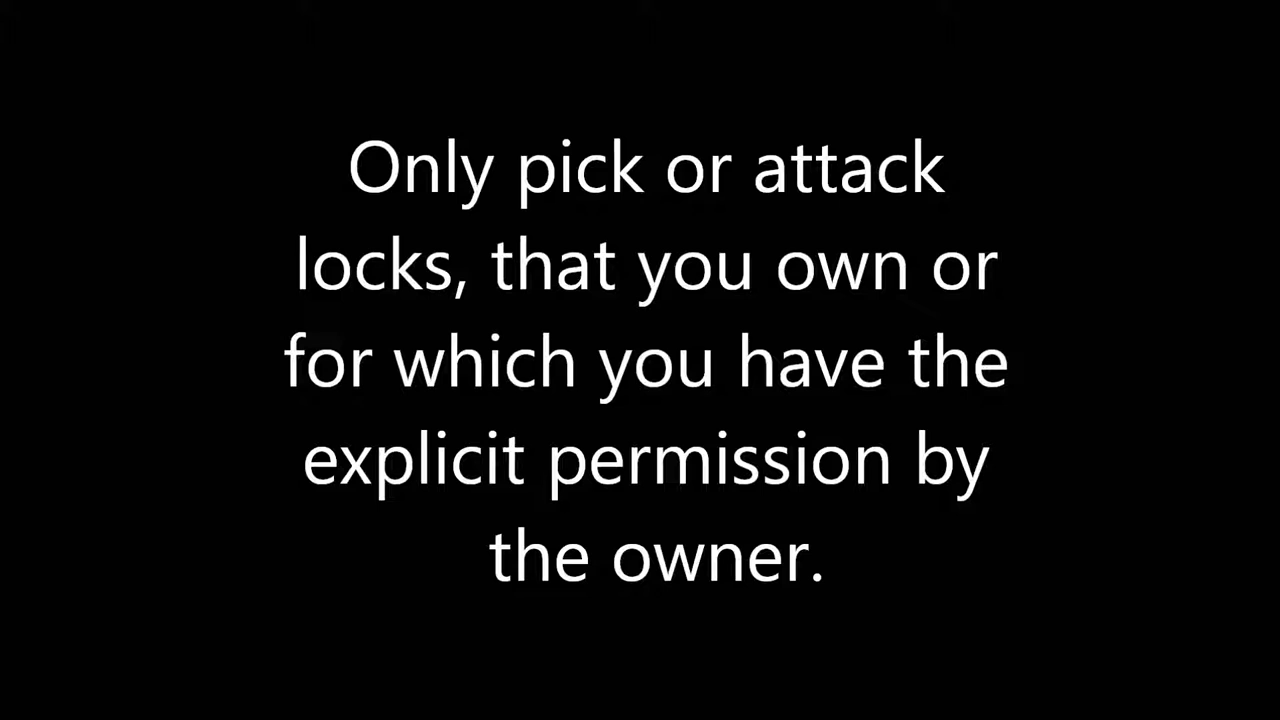 Only pick or attack
locks, that you own or
for which you have the
explicit permission by
the owner.